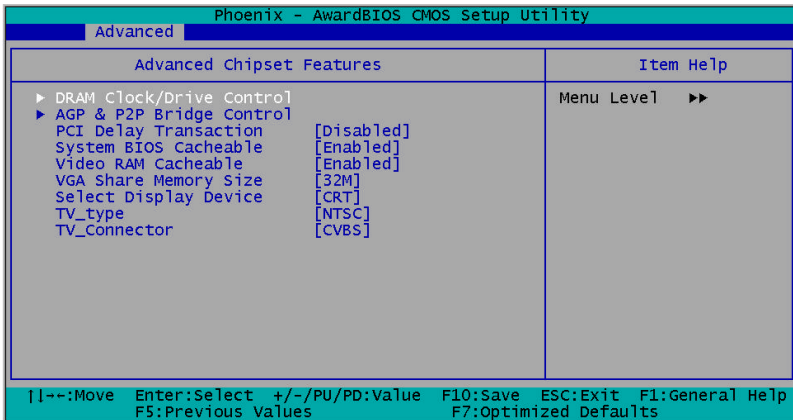 Phoenix - AwardBIOS CMOS Setup Utility
Advanced
Advanced Chipset Features
Item Help
▶ DRAM Clock/Drive Control
Menu Level ▶▶
▶ AGP & P2P Bridge Control
PCI Delay Transaction [Disabled]
System BIOS Cacheable [Enabled]
Video RAM Cacheable [Enabled]
VGA Share Memory Size [32M]
Select Display Device [CRT]
TV_type [NTSC]
TV_Connector [CVBS]
↑↓→←:Move Enter:Select +/-/PU/PD:Value F10:Save ESC:Exit F1:General Help
F5:Previous Values F7:Optimized Defaults